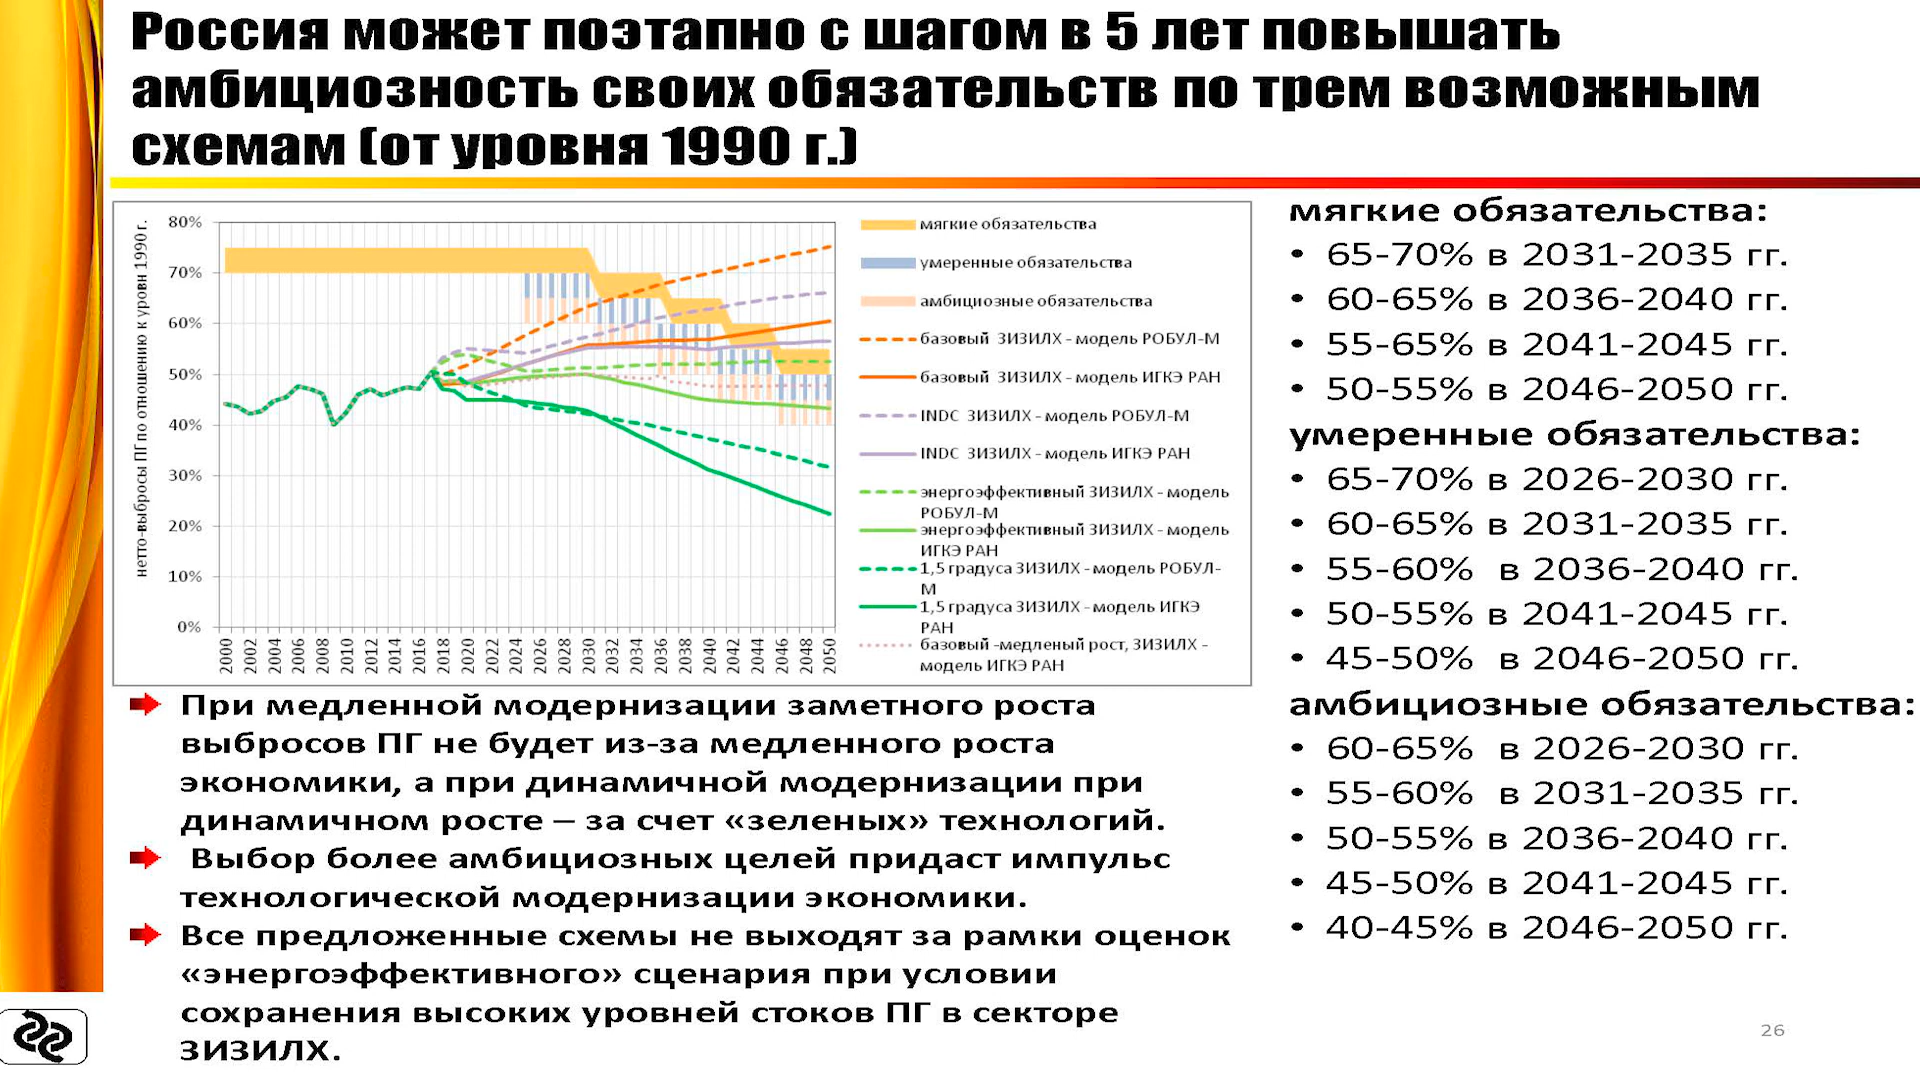 Россия может поэтапно с шагом в 5 лет повышать
амбициозность своих обязательств по трем возможным
схемам (от уровня 1990 г.)
нетто-выбросы ПГ по отношению к уровн 1990 г.
80%
70%
60%
50%
40%
30%
20%
10%
0%
2000
2002
2004
2006
2008
2010
2012
2014
2016
2018
2020
2022
2024
2026
2028
2030
2032
2034
2036
2038
2040
2042
2044
2046
2048
2050
мягкие обязательства
умеренные обязательства
амбициозные обязательства
базовый ЗИЗИЛХ - модель РОБУЛ-М
базовый ЗИЗИЛХ - модель ИГКЭ РАН
INDC ЗИЗИЛХ - модель РОБУЛ-М
INDC ЗИЗИЛХ - модель ИГКЭ РАН
энергоэффективный ЗИЗИЛХ - модель
РОБУЛ-М
энергоэффективный ЗИЗИЛХ - модель
ИГКЭ РАН
1,5 градуса ЗИЗИЛХ - модель РОБУЛ-
М
1,5 градуса ЗИЗИЛХ - модель ИГКЭ
РАН
базовый -медленый рост, ЗИЗИЛХ -
модель ИГКЭ РАН
При медленной модернизации заметного роста
выбросов ПГ не будет из-за медленного роста
экономики, а при динамичной модернизации при
динамичном росте – за счет «зеленых» технологий.
Выбор более амбициозных целей придаст импульс
технологической модернизации экономики.
Все предложенные схемы не выходят за рамки оценок
«энергоэффективного» сценария при условии
сохранения высоких уровней стоков ПГ в секторе
ЗИЗИЛХ.
мягкие обязательства:
• 65-70% в 2031-2035 гг.
• 60-65% в 2036-2040 гг.
• 55-65% в 2041-2045 гг.
• 50-55% в 2046-2050 гг.
умеренные обязательства:
• 65-70% в 2026-2030 гг.
• 60-65% в 2031-2035 гг.
• 55-60% в 2036-2040 гг.
• 50-55% в 2041-2045 гг.
• 45-50% в 2046-2050 гг.
амбициозные обязательства:
• 60-65% в 2026-2030 гг.
• 55-60% в 2031-2035 гг.
• 50-55% в 2036-2040 гг.
• 45-50% в 2041-2045 гг.
• 40-45% в 2046-2050 гг.
26